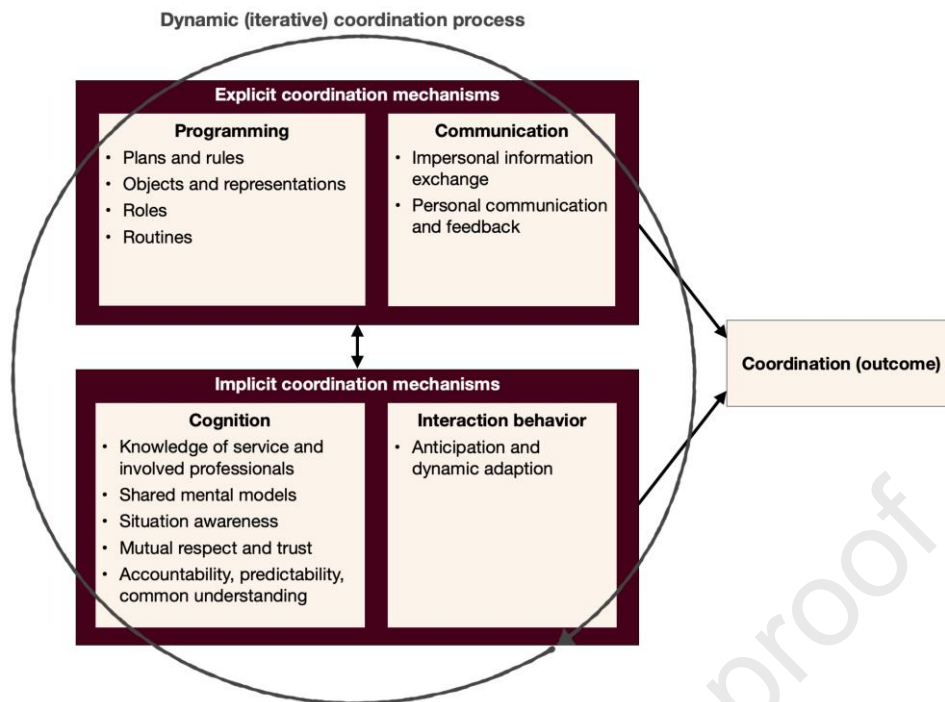 Dynamic (iterative) coordination process
Explicit coordination mechanisms
Programming
• Plans and rules
• Objects and representations
• Roles
• Routines
Communication
• Impersonal information
exchange
• Personal communication
and feedback
Coordination (outcome)
Implicit coordination mechanisms
Cognition
• Knowledge of service and
involved professionals
• Shared mental models
• Situation awareness
• Mutual respect and trust
• Accountability, predictability,
common understanding
Interaction behavior
• Anticipation and
dynamic adaption
proof